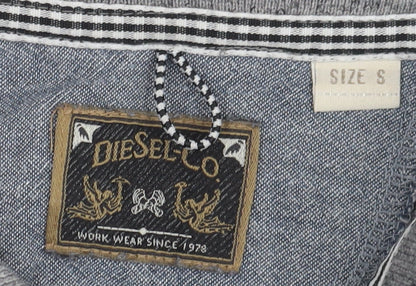 SIZE S
DIESEL-CO
WORK WEAR SINCE 1978